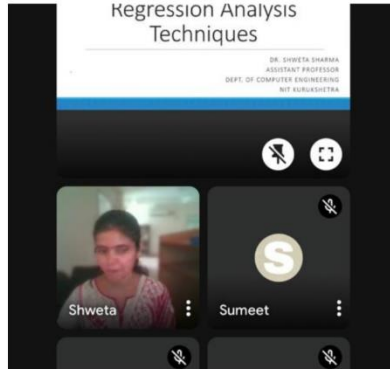 Regression Analysis
Techniques
DR. SHWETA SHARMA
ASSISTANT PROFESSOR
DEPT. OF COMPUTER ENGINEERING
NIT KURUKSHETRA
S
Shweta
Sumeet